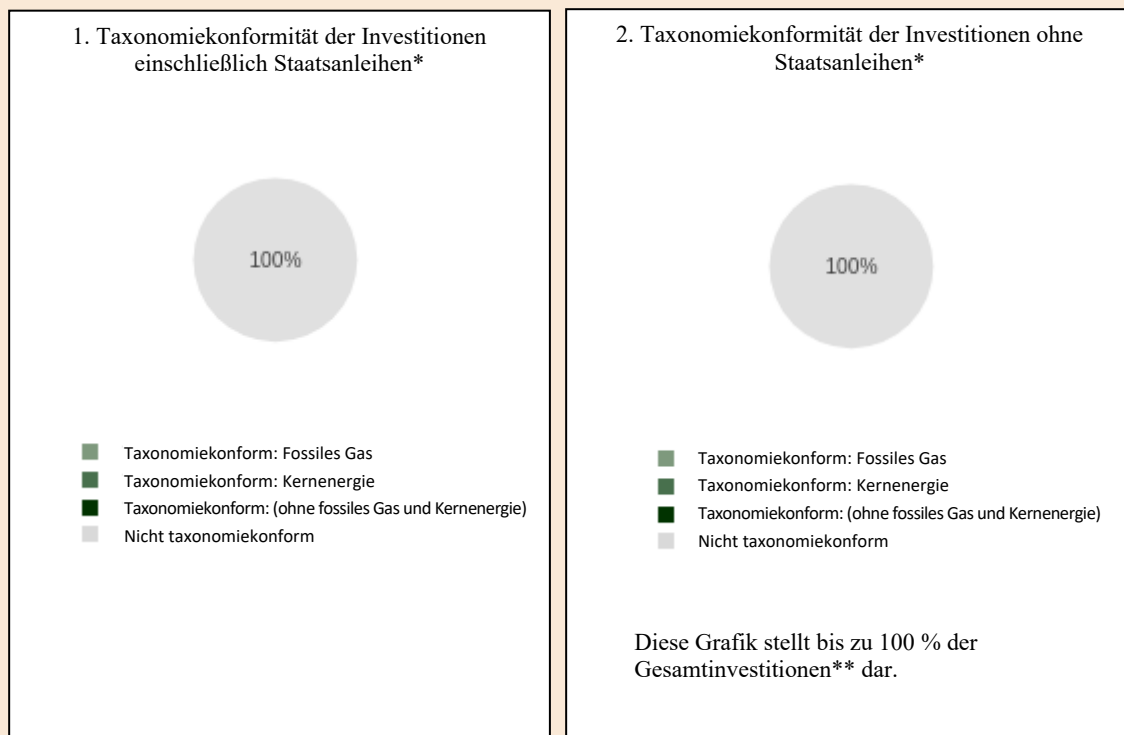 1. Taxonomiekonformität der Investitionen
einschließlich Staatsanleihen*
100%
Taxonomiekonform: Fossiles Gas
Taxonomiekonform: Kernenergie
Taxonomiekonform: (ohne fossiles Gas und Kernenergie)
Nicht taxonomiekonform
2. Taxonomiekonformität der Investitionen ohne
Staatsanleihen*
100%
Taxonomiekonform: Fossiles Gas
Taxonomiekonform: Kernenergie
Taxonomiekonform: (ohne fossiles Gas und Kernenergie)
Nicht taxonomiekonform
Diese Grafik stellt bis zu 100 % der
Gesamtinvestitionen** dar.